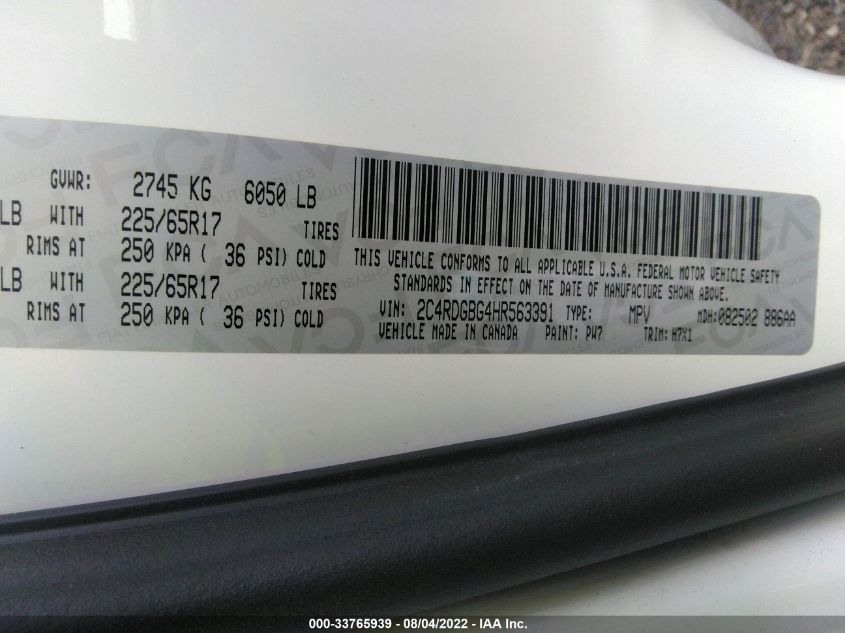 GVWR: 2745 KG 6050 LB
LB WITH 225/65R17 TIRES
RIMS AT 250 KPA ( 36 PSI) COLD
LB WITH 225/65R17 TIRES
RIMS AT 250 KPA ( 36 PSI) COLD
THIS VEHICLE CONFORMS TO ALL APPLICABLE U.S.A. FEDERAL MOTOR VEHICLE SAFETY
STANDARDS IN EFFECT ON THE DATE OF MANUFACTURE SHOWN ABOVE.
VIN: 2C4RDGBG4HR563391 TYPE: MPV MDH:082502 886AA
VEHICLE MADE IN CANADA PAINT: PW7 TRIM: H7X1
000-33765939 - 08/04/2022 - IAA Inc.